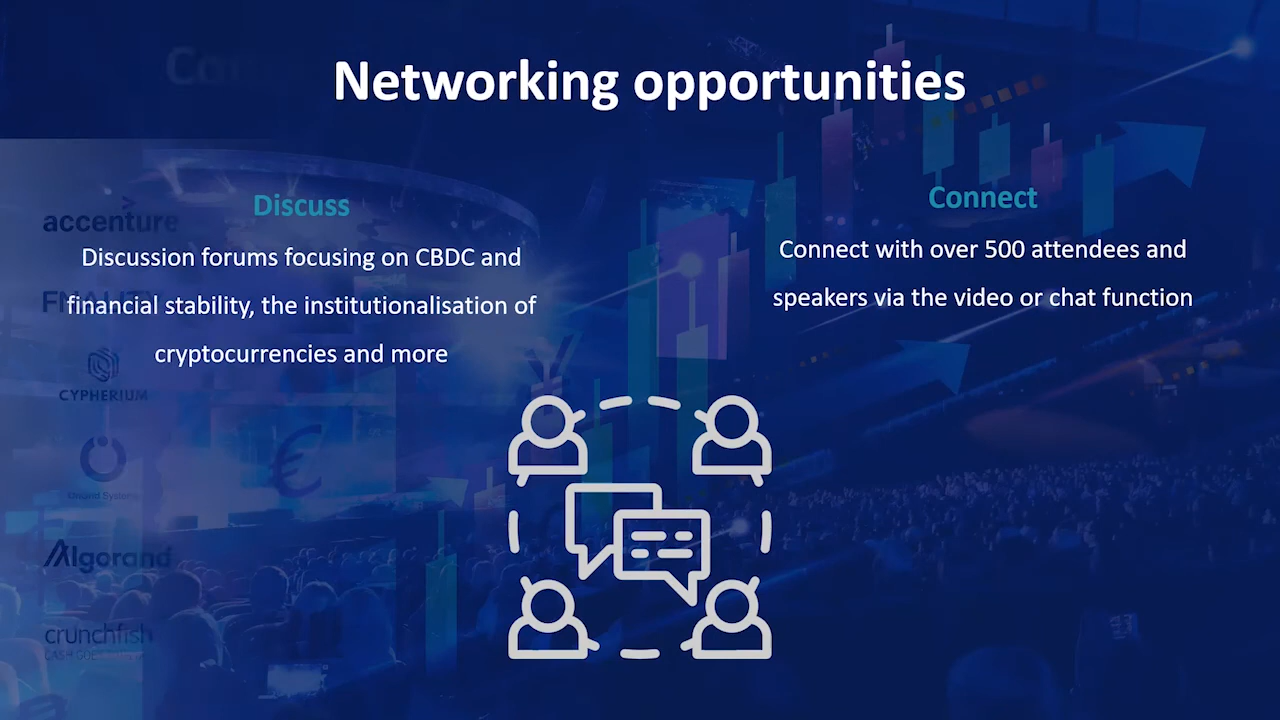 Networking opportunities
Discuss
Discussion forums focusing on CBDC and
financial stability, the institutionalisation of
cryptocurrencies and more
Connect
Connect with over 500 attendees and
speakers via the video or chat function
accenture
FNALITY
CYPHERIUM
Algorand
crunchfish